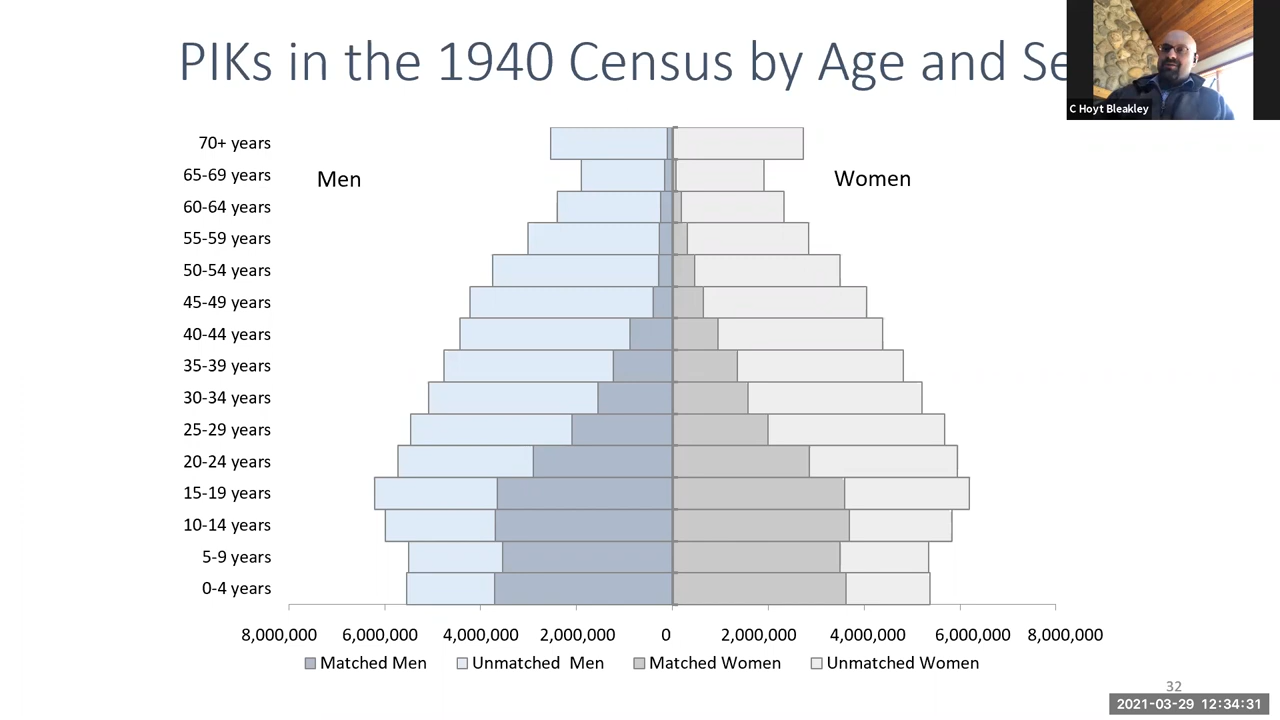 PIKs in the 1940 Census by Age and Se
C Hoyt Bleakley
Men
Women
70+ years
65-69 years
60-64 years
55-59 years
50-54 years
45-49 years
40-44 years
35-39 years
30-34 years
25-29 years
20-24 years
15-19 years
10-14 years
5-9 years
0-4 years
8,000,000 6,000,000 4,000,000 2,000,000 0 2,000,000 4,000,000 6,000,000 8,000,000
Matched Men Unmatched Men Matched Women Unmatched Women
32
2021-03-29 12:34:31